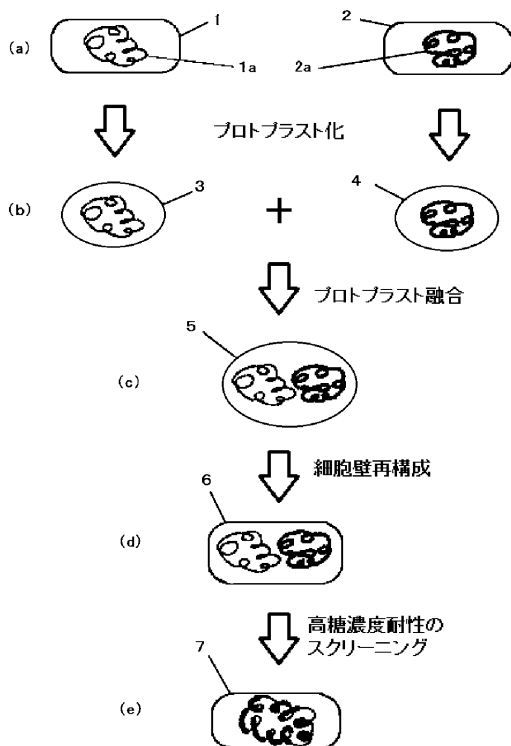 (a)
1
1a
2
2a
プロトプラスト化
(b)
3
+
4
プロトプラスト融合
(c)
5
細胞壁再構成
(d)
6
高糖濃度耐性の
スクリーニング
(e)
7